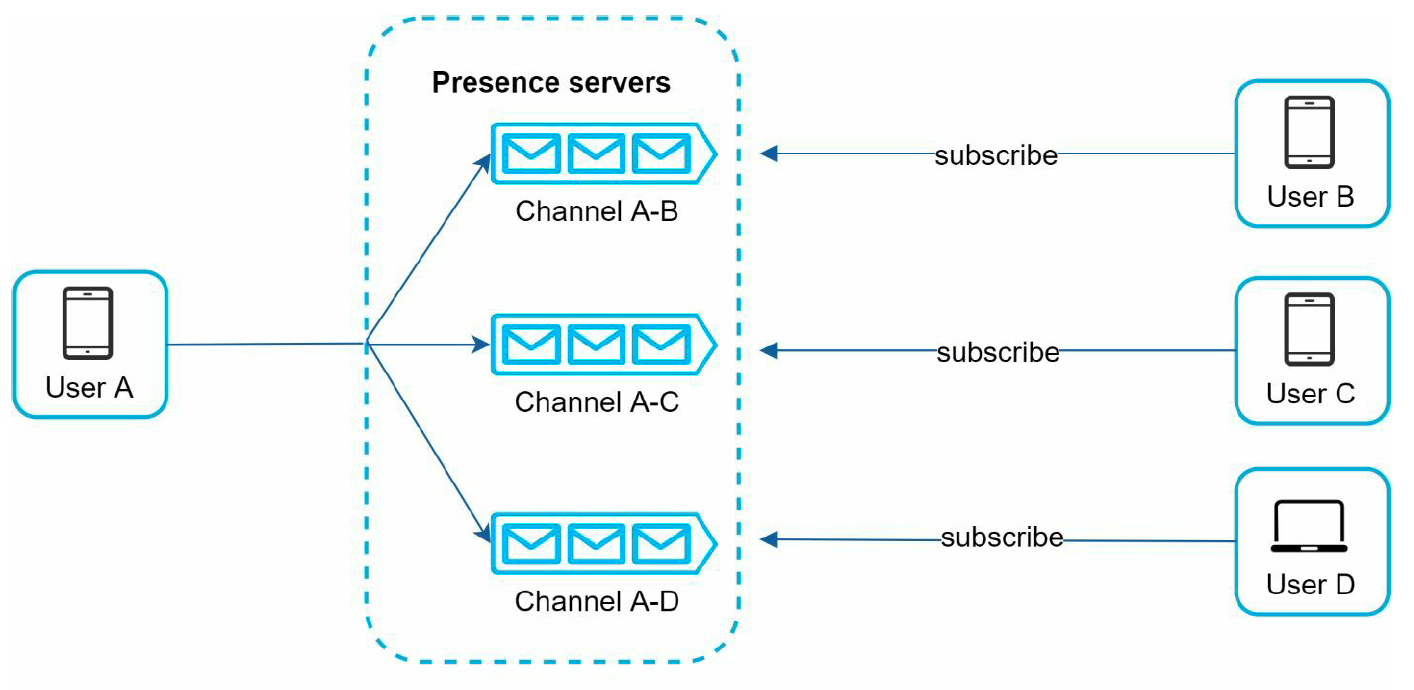 Presence servers
Channel A-B
subscribe
User B
User A
Channel A-C
subscribe
User C
Channel A-D
subscribe
User D